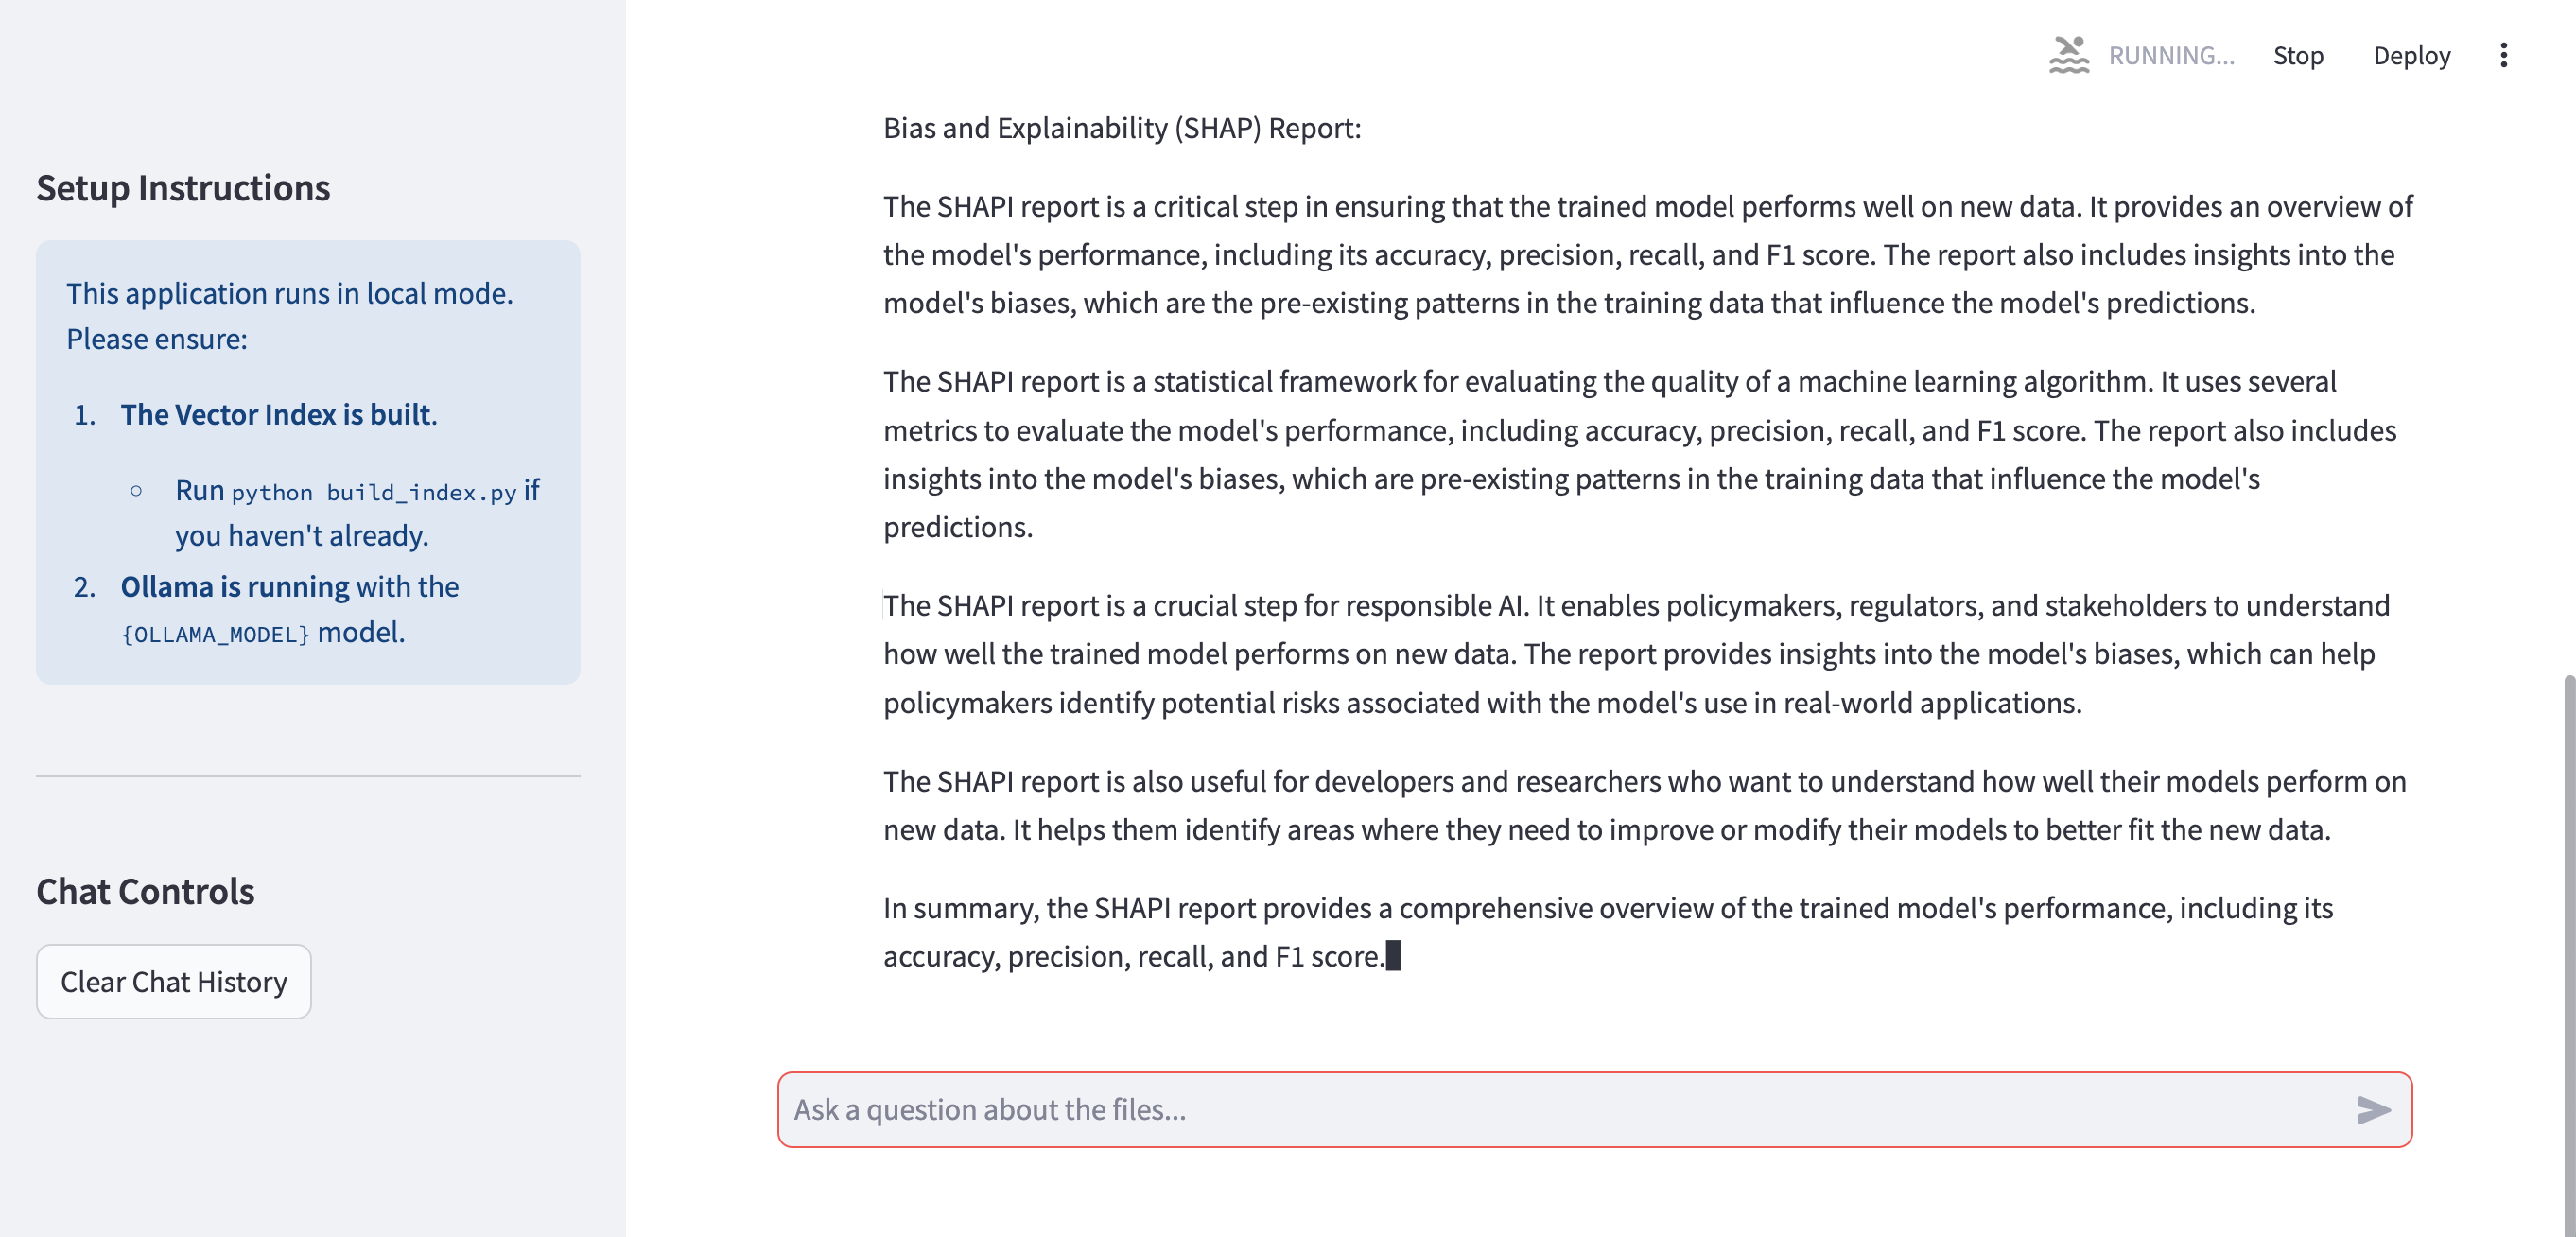 RUNNING...
Stop
Deploy
Setup Instructions
This application runs in local mode.
Please ensure:
1. The Vector Index is built.
Run python build_index.py if
you haven't already.
2. Ollama is running with the
{OLLAMA_MODEL} model.
Chat Controls
Clear Chat History
Bias and Explainability (SHAP) Report:
The SHAPI report is a critical step in ensuring that the trained model performs well on new data. It provides an overview of
the model's performance, including its accuracy, precision, recall, and F1 score. The report also includes insights into the
model's biases, which are the pre-existing patterns in the training data that influence the model's predictions.
The SHAPI report is a statistical framework for evaluating the quality of a machine learning algorithm. It uses several
metrics to evaluate the model's performance, including accuracy, precision, recall, and F1 score. The report also includes
insights into the model's biases, which are pre-existing patterns in the training data that influence the model's
predictions.
The SHAPI report is a crucial step for responsible AI. It enables policymakers, regulators, and stakeholders to understand
how well the trained model performs on new data. The report provides insights into the model's biases, which can help
policymakers identify potential risks associated with the model's use in real-world applications.
The SHAPI report is also useful for developers and researchers who want to understand how well their models perform on
new data. It helps them identify areas where they need to improve or modify their models to better fit the new data.
In summary, the SHAPI report provides a comprehensive overview of the trained model's performance, including its
accuracy, precision, recall, and F1 score.
Ask a question about the files...